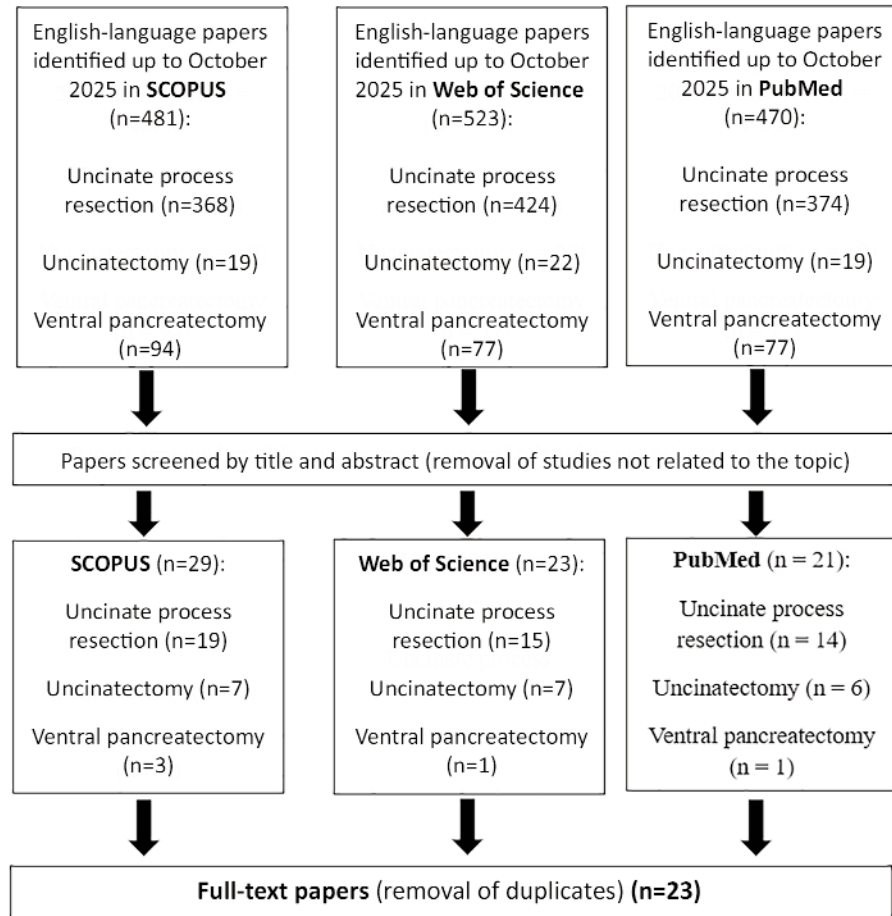 English-language papers
identified up to October
2025 in SCOPUS
(n=481):
Uncinate process
resection (n=368)
Uncinatectomy (n=19)
Ventral pancreatectomy
(n=94)
English-language papers
identified up to October
2025 in Web of Science
(n=523):
Uncinate process
resection (n=424)
Uncinatectomy (n=22)
Ventral pancreatectomy
(n=77)
English-language papers
identified up to October
2025 in PubMed
(n=470):
Uncinate process
resection (n=374)
Uncinatectomy (n=19)
Ventral pancreatectomy
(n=77)
Papers screened by title and abstract (removal of studies not related to the topic)
SCOPUS (n=29):
Uncinate process
resection (n=19)
Uncinatectomy (n=7)
Ventral pancreatectomy
(n=3)
Web of Science (n=23):
Uncinate process
resection (n=15)
Uncinatectomy (n=7)
Ventral pancreatectomy
(n=1)
PubMed (n = 21):
Uncinate process
resection (n = 14)
Uncinatectomy (n = 6)
Ventral pancreatectomy
(n = 1)
Full-text papers (removal of duplicates) (n=23)